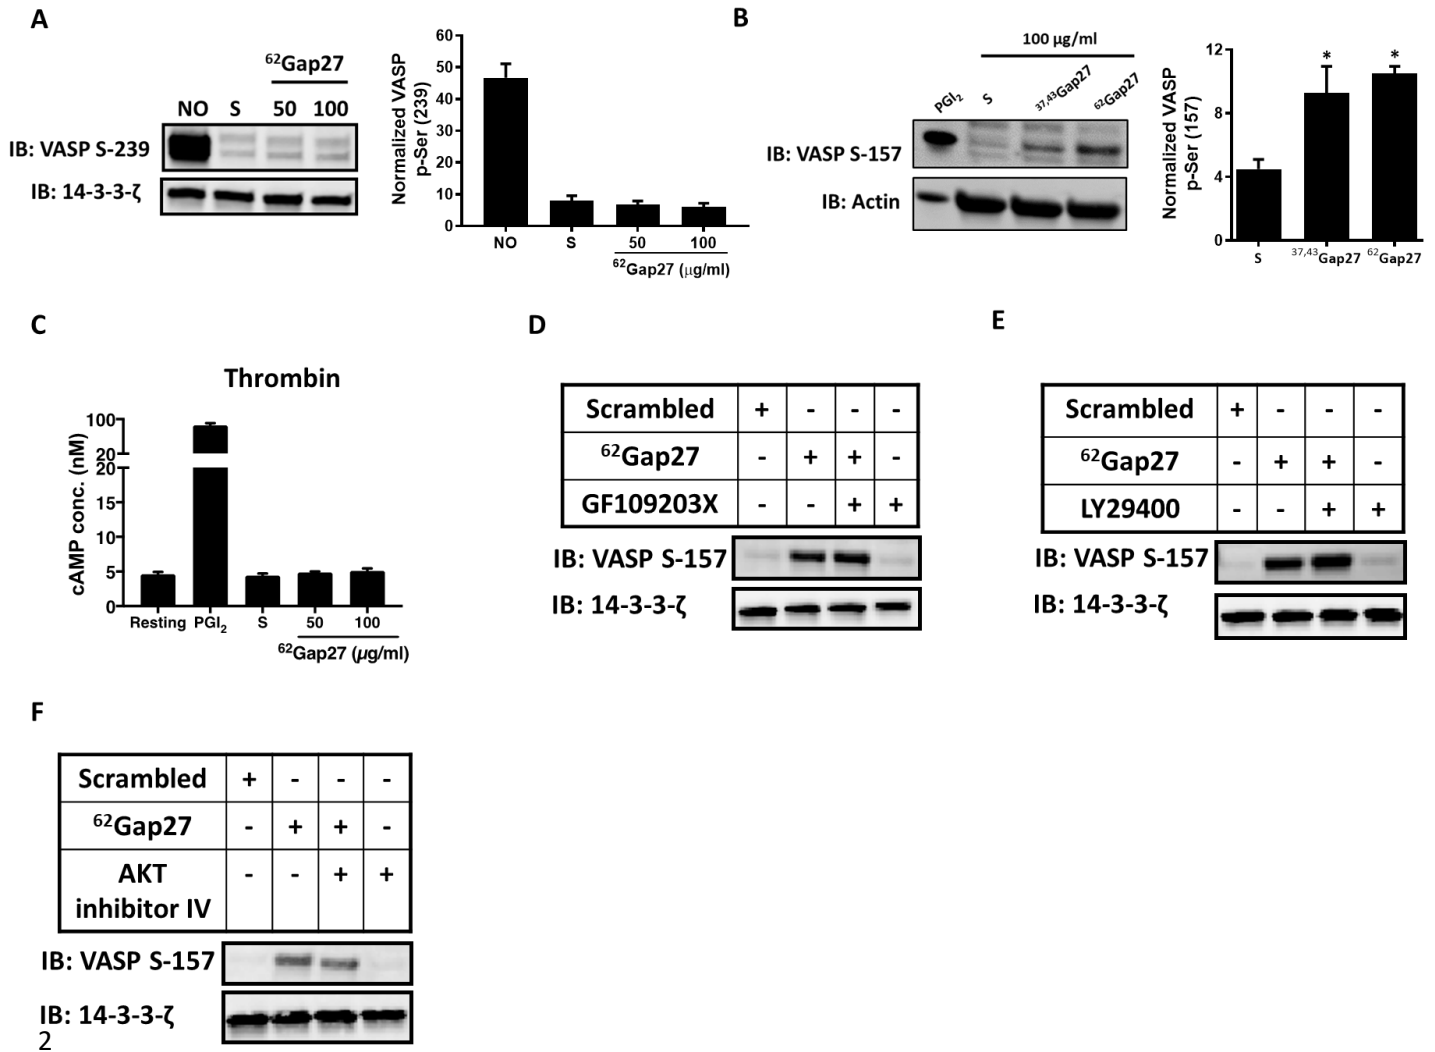 A
⁶²Gap27
NO S 50 100
IB: VASP S-239
IB: 14-3-3-ζ
Normalized VASP
p-Ser (239)
60
50
40
30
20
10
0
NO S 50 100
⁶²Gap27 (μg/ml)
B
100 μg/ml
PGI₂ S ³⁷,⁴³Gap27 ⁶²Gap27
IB: VASP S-157
IB: Actin
Normalized VASP
p-Ser (157)
12
8
4
0
* *
S ³⁷,⁴³Gap27 ⁶²Gap27
C
Thrombin
cAMP conc. (nM)
100
20
20
15
10
5
0
Resting PGI₂ S 50 100
⁶²Gap27 (μg/ml)
D
Scrambled + - - -
⁶²Gap27 - + + -
GF109203X - - + +
IB: VASP S-157
IB: 14-3-3-ζ
E
Scrambled + - - -
⁶²Gap27 - + + -
LY29400 - - + +
IB: VASP S-157
IB: 14-3-3-ζ
F
Scrambled + - - -
⁶²Gap27 - + + -
AKT - - + +
inhibitor IV
IB: VASP S-157
IB: 14-3-3-ζ
2